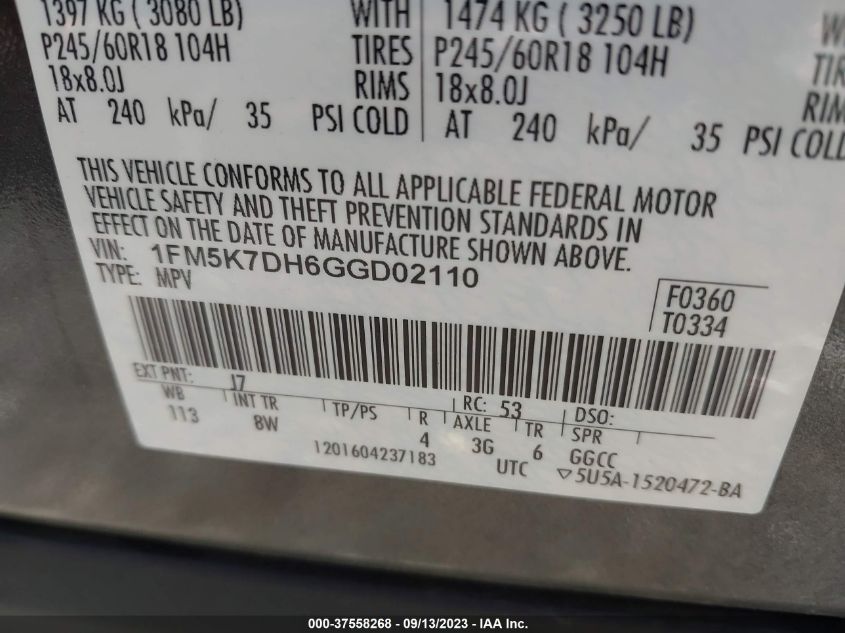 1397 KG ( 3080 LB) WITH 1474 KG ( 3250 LB)
P245/60R18 104H TIRES P245/60R18 104H TIR
18x8.0J RIMS 18x8.0J RIMS
AT 240 kPa/ 35 PSI COLD AT 240 kPa/ 35 PSI COLD
THIS VEHICLE CONFORMS TO ALL APPLICABLE FEDERAL MOTOR
VEHICLE SAFETY AND THEFT PREVENTION STANDARDS IN
EFFECT ON THE DATE OF MANUFACTURE SHOWN ABOVE.
VIN: 1FM5K7DH6GGD02110
TYPE: MPV
F0360
T0334
EXT PNT: J7 RC: 53 DSO:
WB INT TR TP/PS R AXLE TR SPR
113 8W 4 3G 6 GGCC
1201604237183 UTC ▽5U5A-1520472-BA
000-37558268 - 09/13/2023 - IAA Inc.